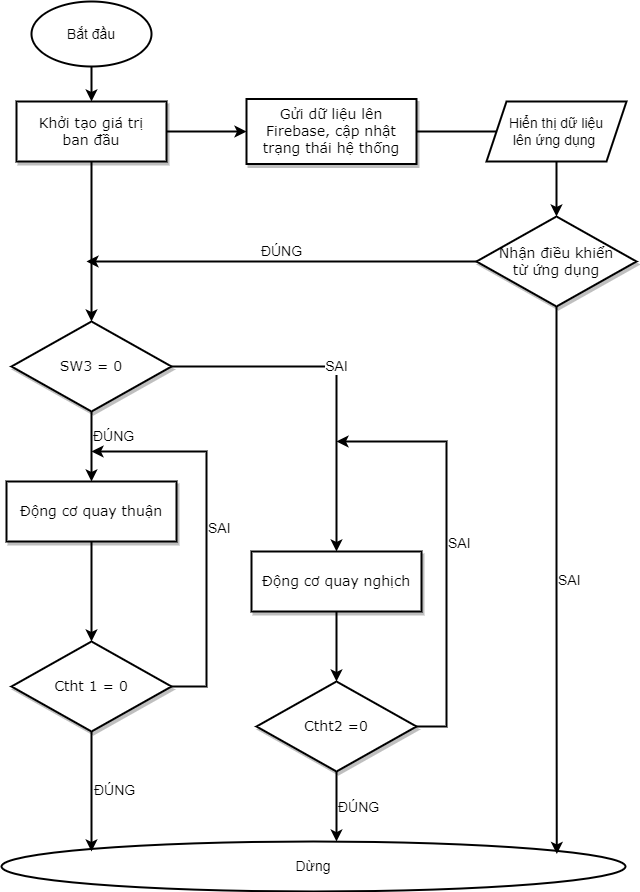 Bắt đầu
Khởi tạo giá trị
ban đầu
Gửi dữ liệu lên
Firebase, cập nhật
trạng thái hệ thống
Hiển thị dữ liệu
lên ứng dụng
ĐÚNG
Nhận điều khiển
từ ứng dụng
SW3 = 0
SAI
ĐÚNG
Động cơ quay thuận
SAI
SAI
Động cơ quay nghịch
SAI
Ctht 1 = 0
Ctht2 =0
ĐÚNG
ĐÚNG
Dừng